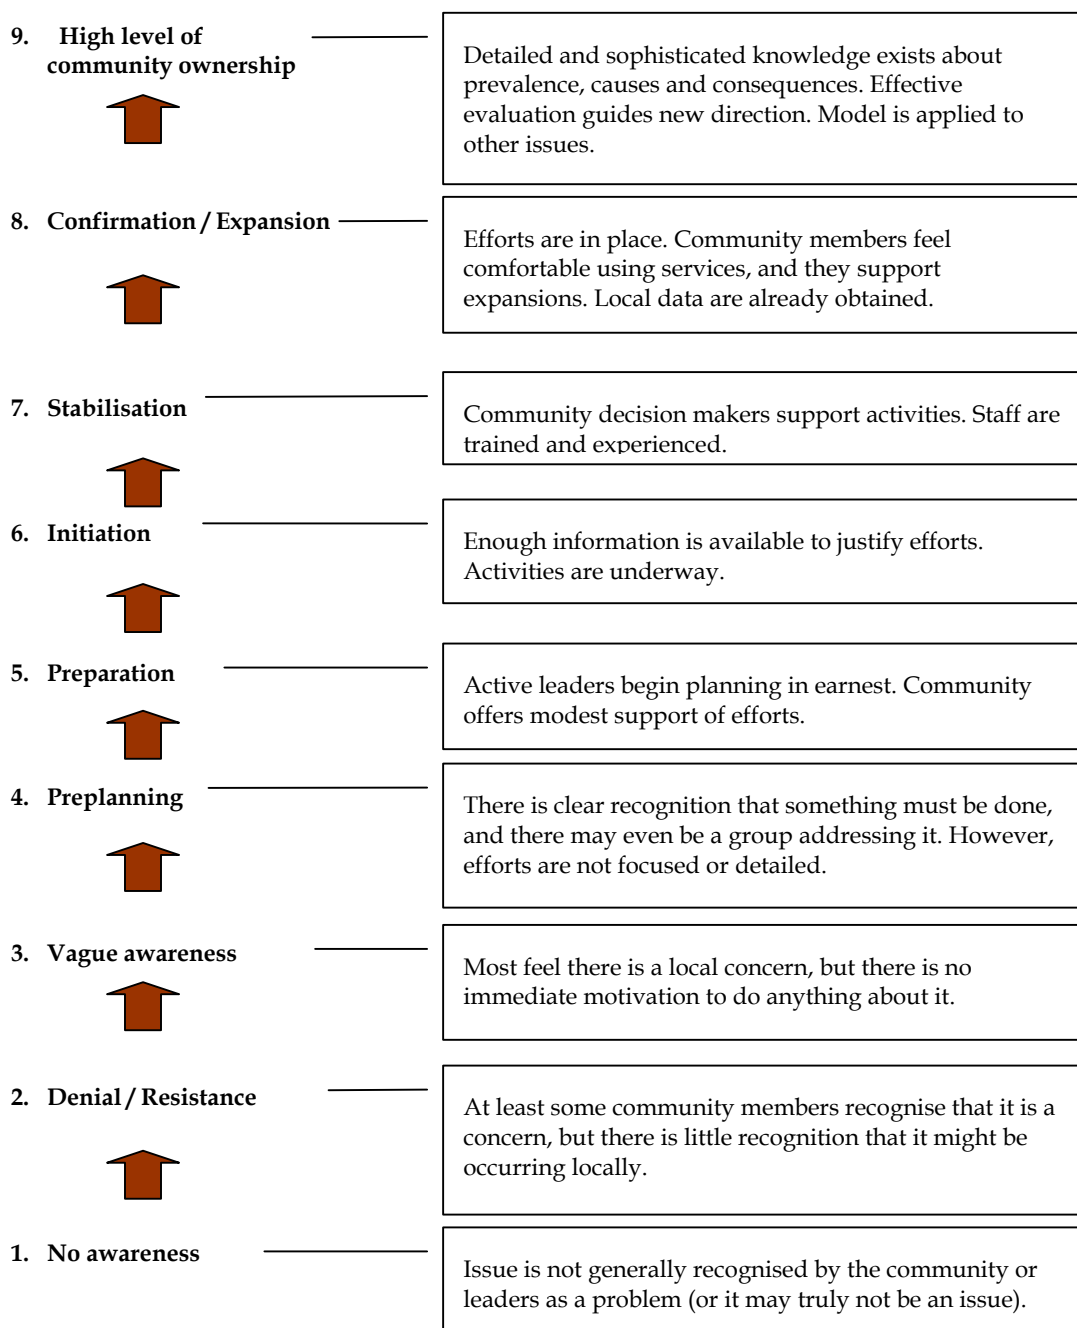 9. High level of
community ownership
Detailed and sophisticated knowledge exists about
prevalence, causes and consequences. Effective
evaluation guides new direction. Model is applied to
other issues.
8. Confirmation / Expansion
Efforts are in place. Community members feel
comfortable using services, and they support
expansions. Local data are already obtained.
7. Stabilisation
Community decision makers support activities. Staff are
trained and experienced.
6. Initiation
Enough information is available to justify efforts.
Activities are underway.
5. Preparation
Active leaders begin planning in earnest. Community
offers modest support of efforts.
4. Preplanning
There is clear recognition that something must be done,
and there may even be a group addressing it. However,
efforts are not focused or detailed.
3. Vague awareness
Most feel there is a local concern, but there is no
immediate motivation to do anything about it.
2. Denial / Resistance
At least some community members recognise that it is a
concern, but there is little recognition that it might be
occurring locally.
1. No awareness
Issue is not generally recognised by the community or
leaders as a problem (or it may truly not be an issue).